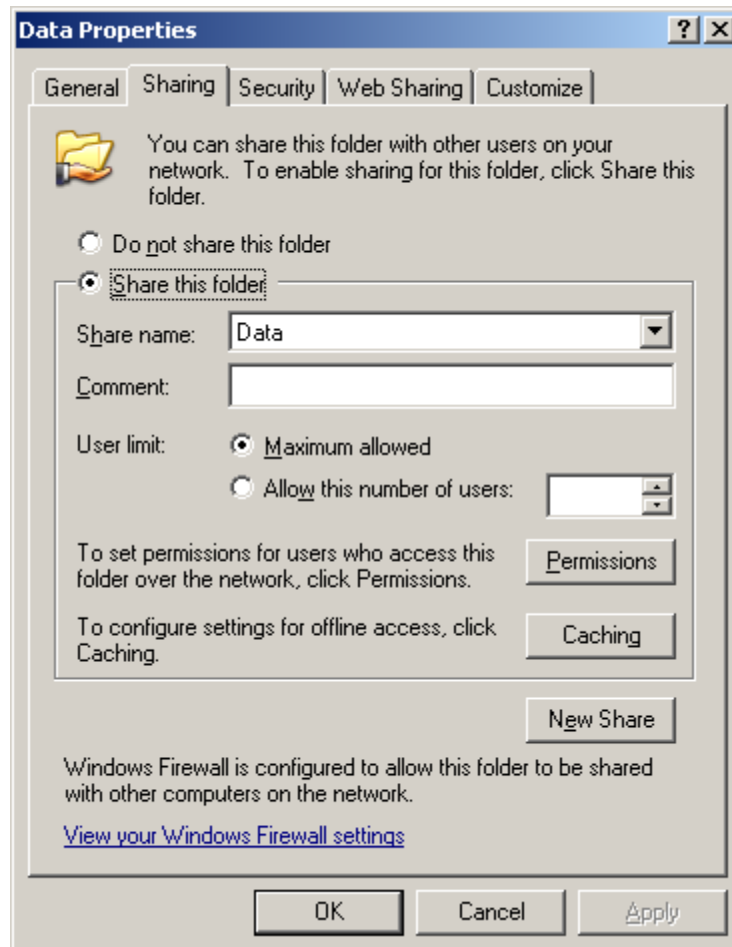 Data Properties
General Sharing Security Web Sharing Customize
You can share this folder with other users on your
network. To enable sharing for this folder, click Share this
folder.
Do not share this folder
Share this folder
Share name: Data
Comment:
User limit: Maximum allowed
Allow this number of users:
To set permissions for users who access this
folder over the network, click Permissions.
Permissions
To configure settings for offline access, click
Caching.
Caching
New Share
Windows Firewall is configured to allow this folder to be shared
with other computers on the network.
View your Windows Firewall settings
OK Cancel Apply